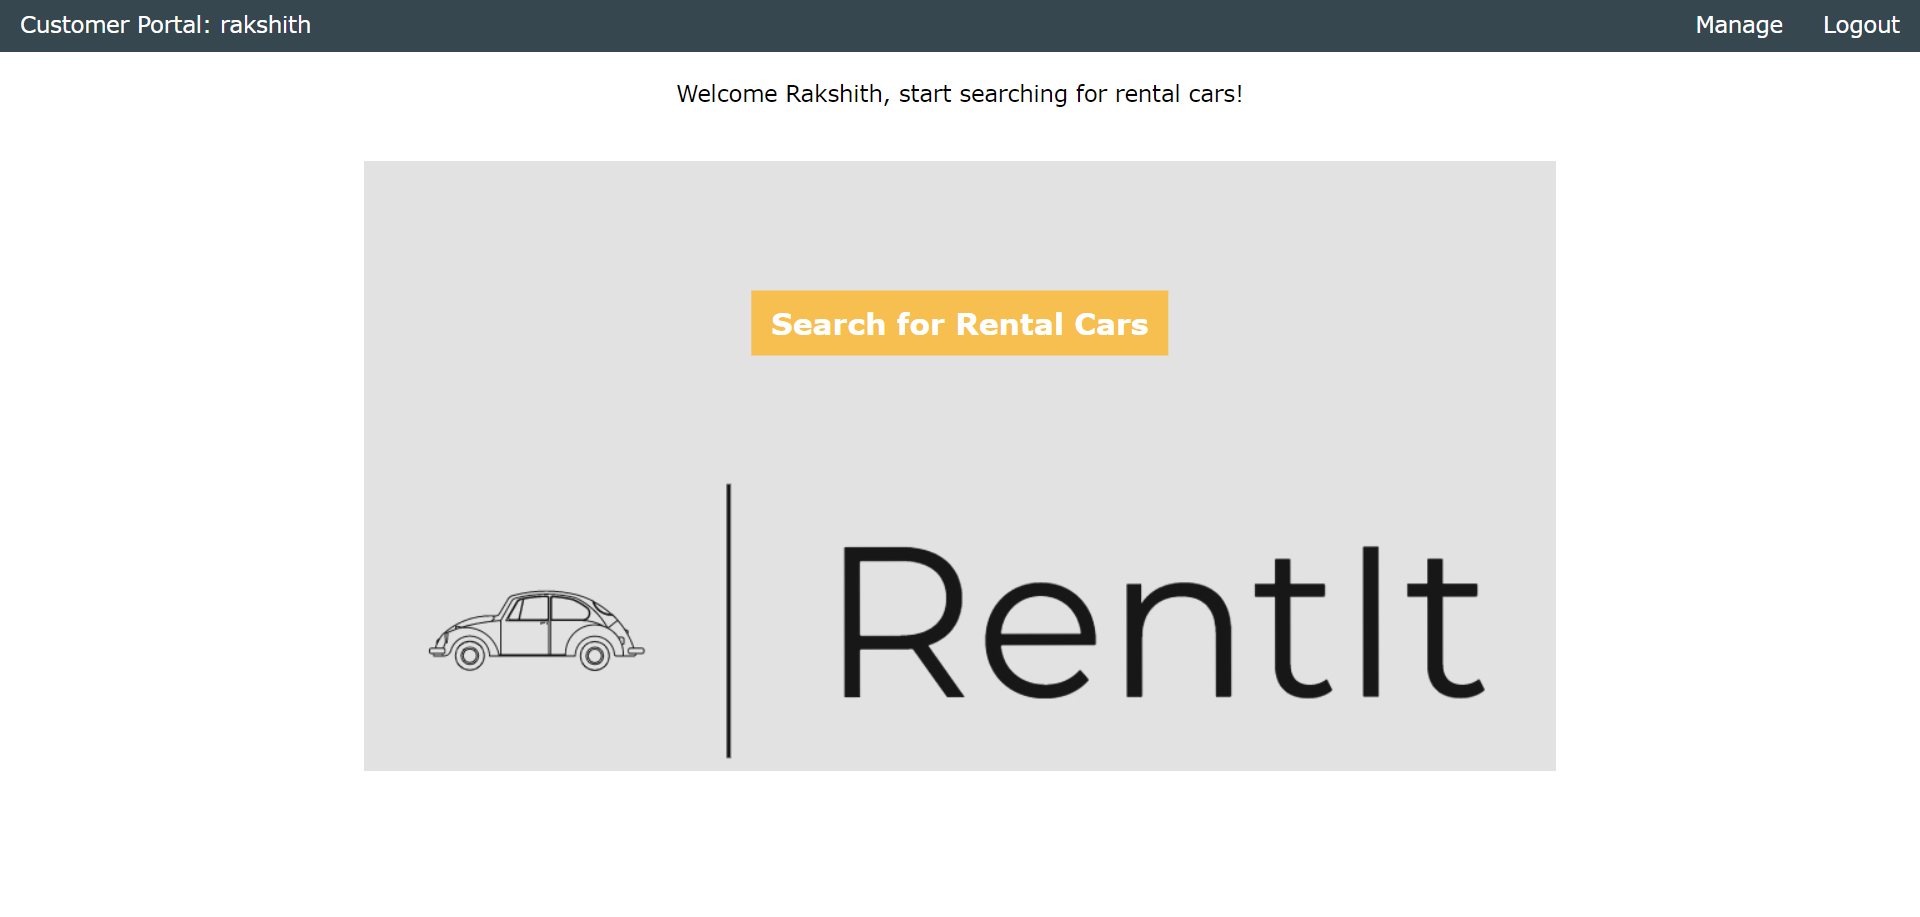 Customer Portal: rakshith
Manage
Logout
Welcome Rakshith, start searching for rental cars!
Search for Rental Cars
RentIt